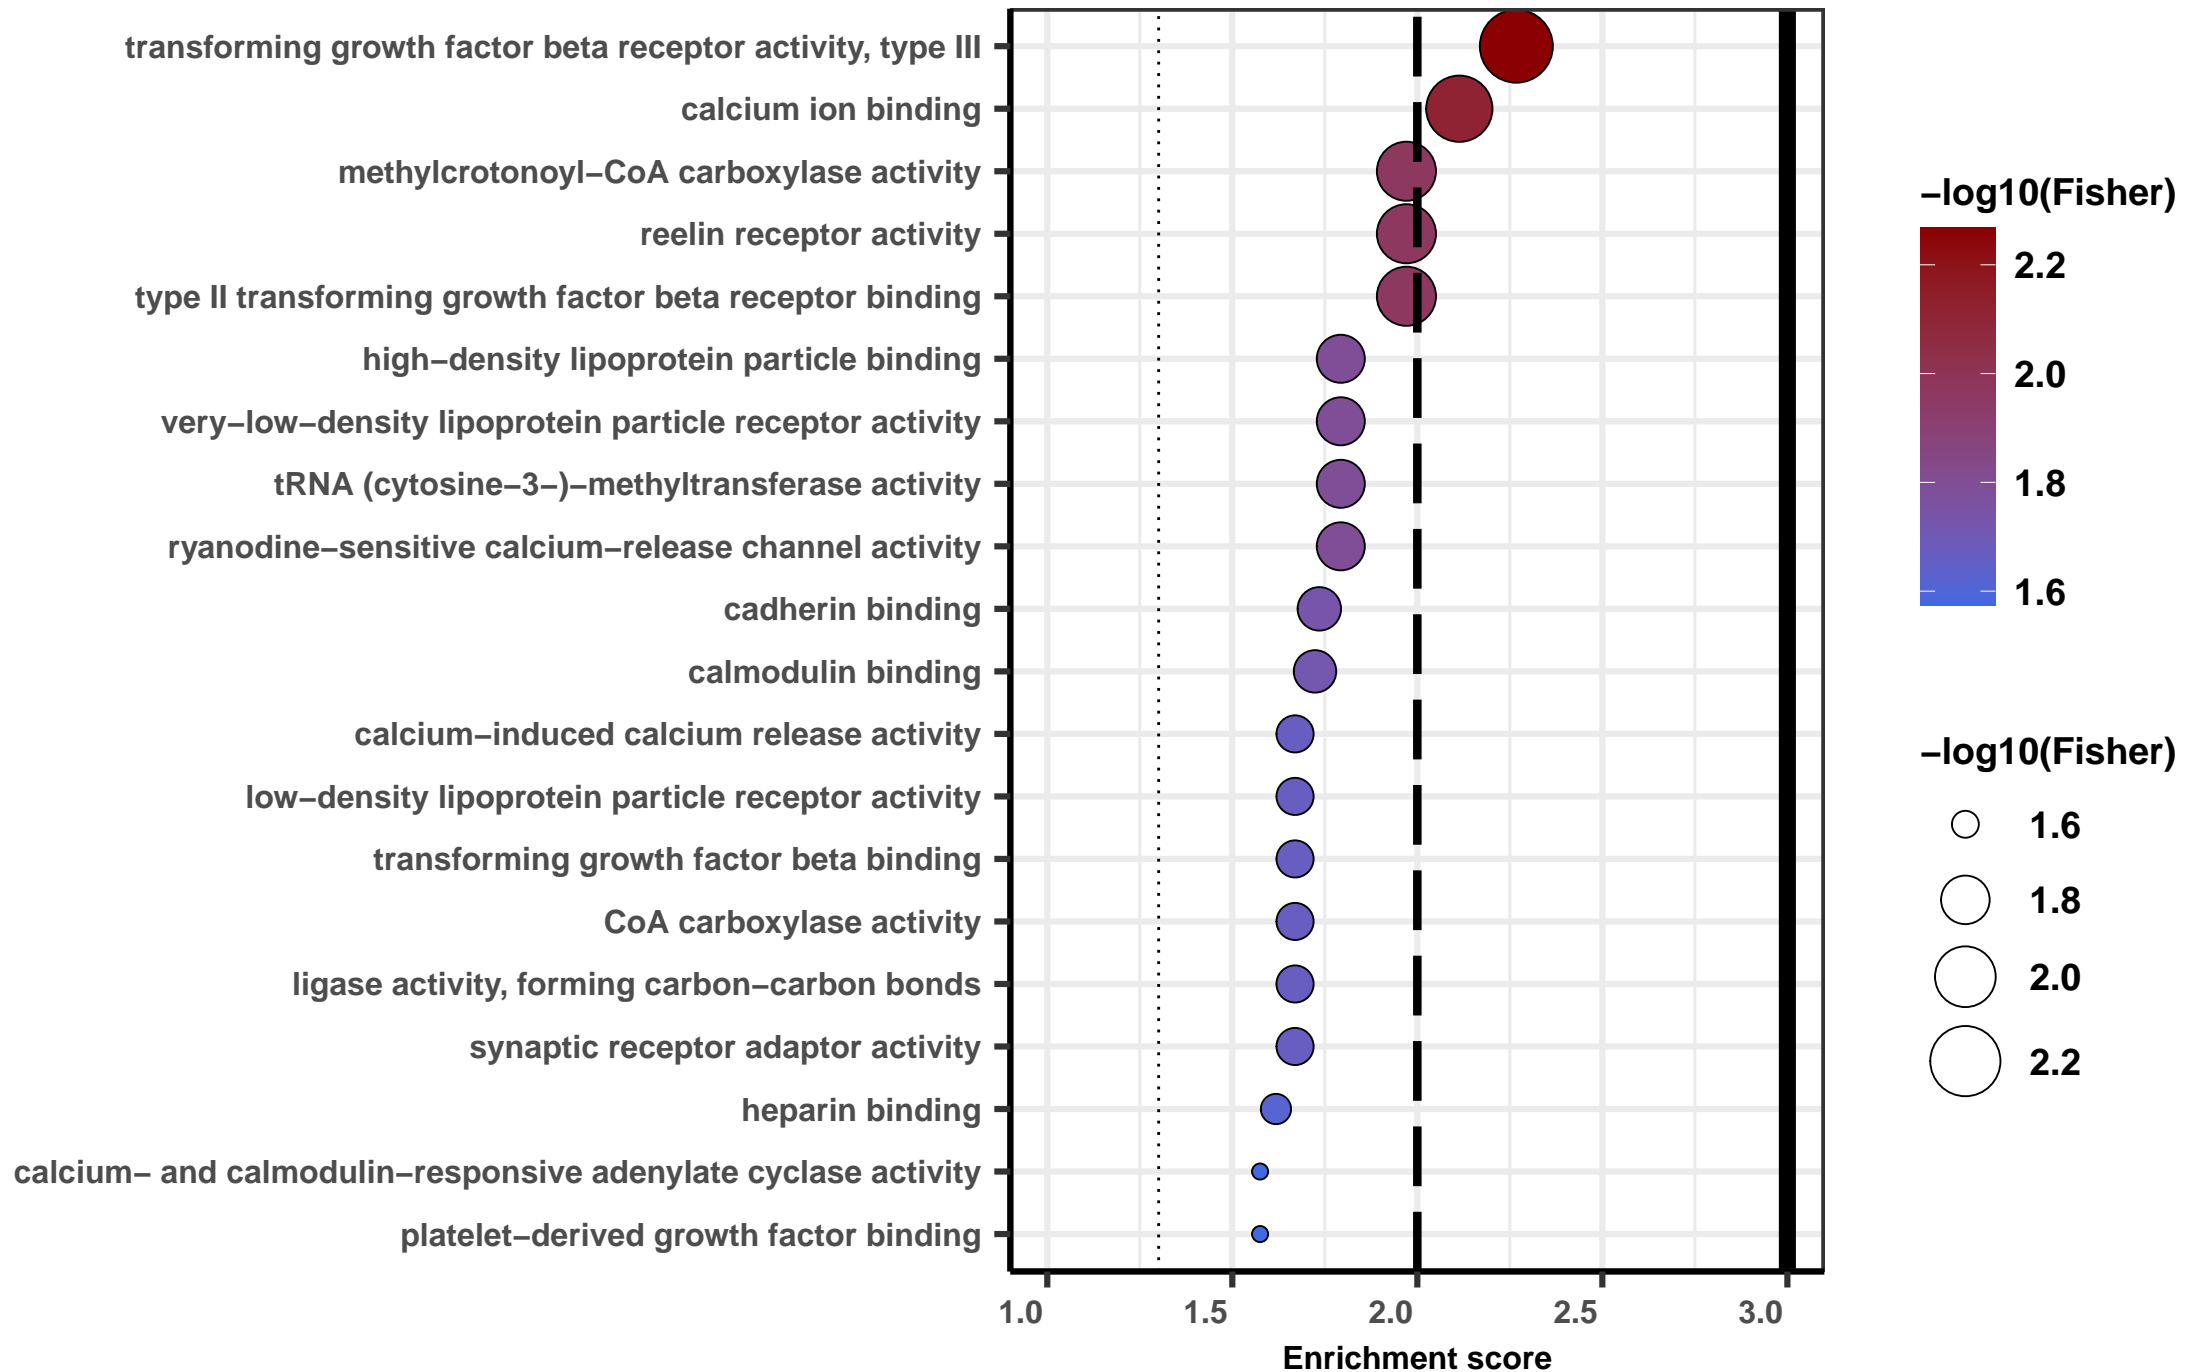 transforming growth factor beta receptor activity, type III
calcium ion binding
methylcrotonoyl−CoA carboxylase activity
reelin receptor activity
type II transforming growth factor beta receptor binding
high−density lipoprotein particle binding
very−low−density lipoprotein particle receptor activity
tRNA (cytosine−3−)−methyltransferase activity
ryanodine−sensitive calcium−release channel activity
cadherin binding
calmodulin binding
calcium−induced calcium release activity
low−density lipoprotein particle receptor activity
transforming growth factor beta binding
CoA carboxylase activity
ligase activity, forming carbon−carbon bonds
synaptic receptor adaptor activity
heparin binding
calcium− and calmodulin−responsive adenylate cyclase activity
platelet−derived growth factor binding
1.0 1.5 2.0 2.5 3.0
Enrichment score
−log10(Fisher)
2.2
2.0
1.8
1.6
−log10(Fisher)
1.6
1.8
2.0
2.2